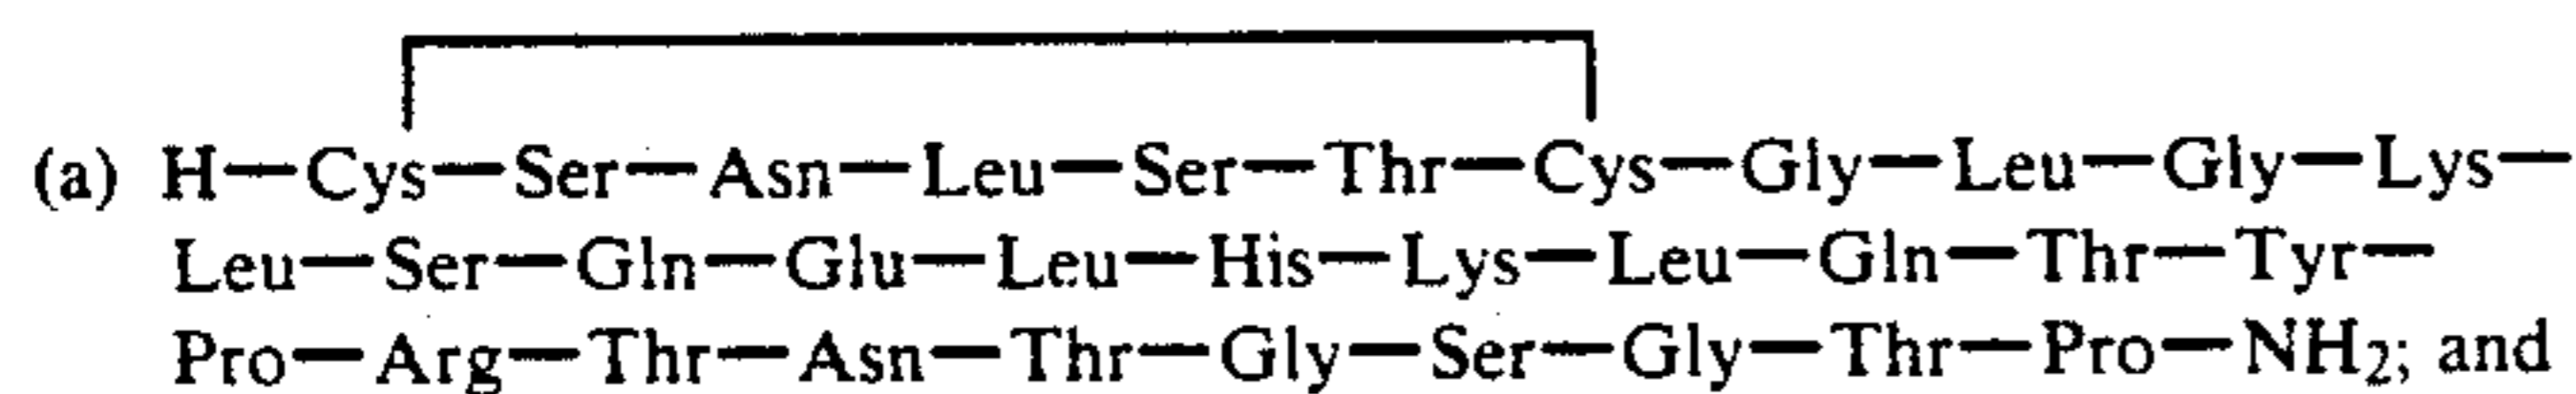 (a) H—Cys—Ser—Asn—Leu—Ser—Thr—Cys—Gly—Leu—Gly—Lys—
Leu—Ser—Gln—Glu—Leu—His—Lys—Leu—Gln—Thr—Tyr—
Pro—Arg—Thr—Asn—Thr—Gly—Ser—Gly—Thr—Pro—NH₂; and